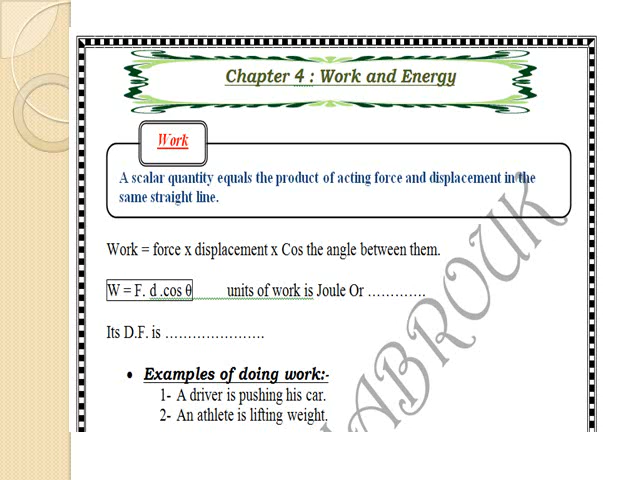 Chapter 4 : Work and Energy
Work
A scalar quantity equals the product of acting force and displacement in the
same straight line.
Work = force x displacement x Cos the angle between them.
W = F. d .cos θ units of work is Joule Or ………….
Its D.F. is ………………….
• Examples of doing work:-
1- A driver is pushing his car.
2- An athlete is lifting weight.
ABROUK